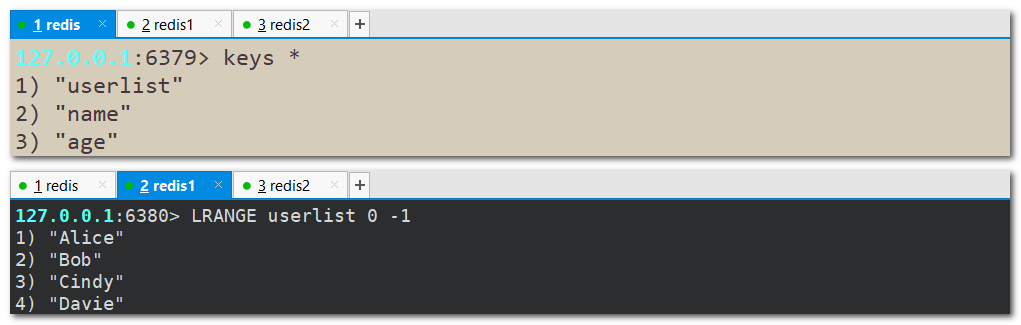 1 redis × 2 redis1 × 3 redis2 × +
127.0.0.1:6379> keys *
1) "userlist"
2) "name"
3) "age"
1 redis × 2 redis1 × 3 redis2 × +
127.0.0.1:6380> LRANGE userlist 0 -1
1) "Alice"
2) "Bob"
3) "Cindy"
4) "Davie"